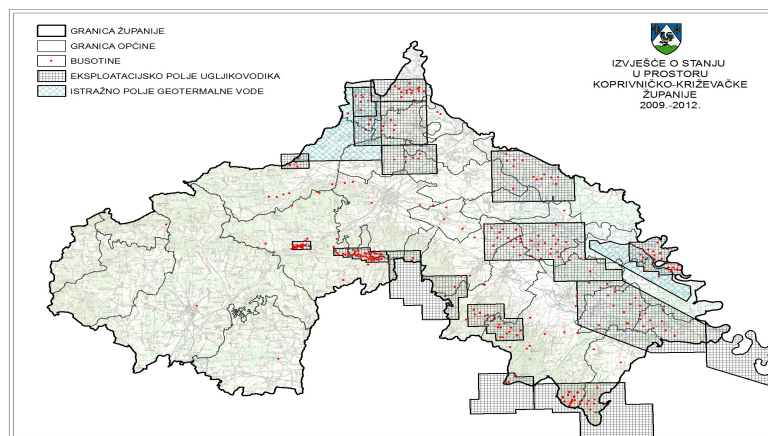 GRANICA ŽUPANIJE
GRANICA OPĆINE
BUSOTINE
EKSPLOATACIJSKO POLJE UGLJIKOVODIKA
ISTRAŽNO POLJE GEOTERMALNE VODE
IZVJEŠĆE O STANJU
U PROSTORU
KOPRIVNIČKO-KRIŽEVAČKE
ŽUPANIJE
2009.-2012.